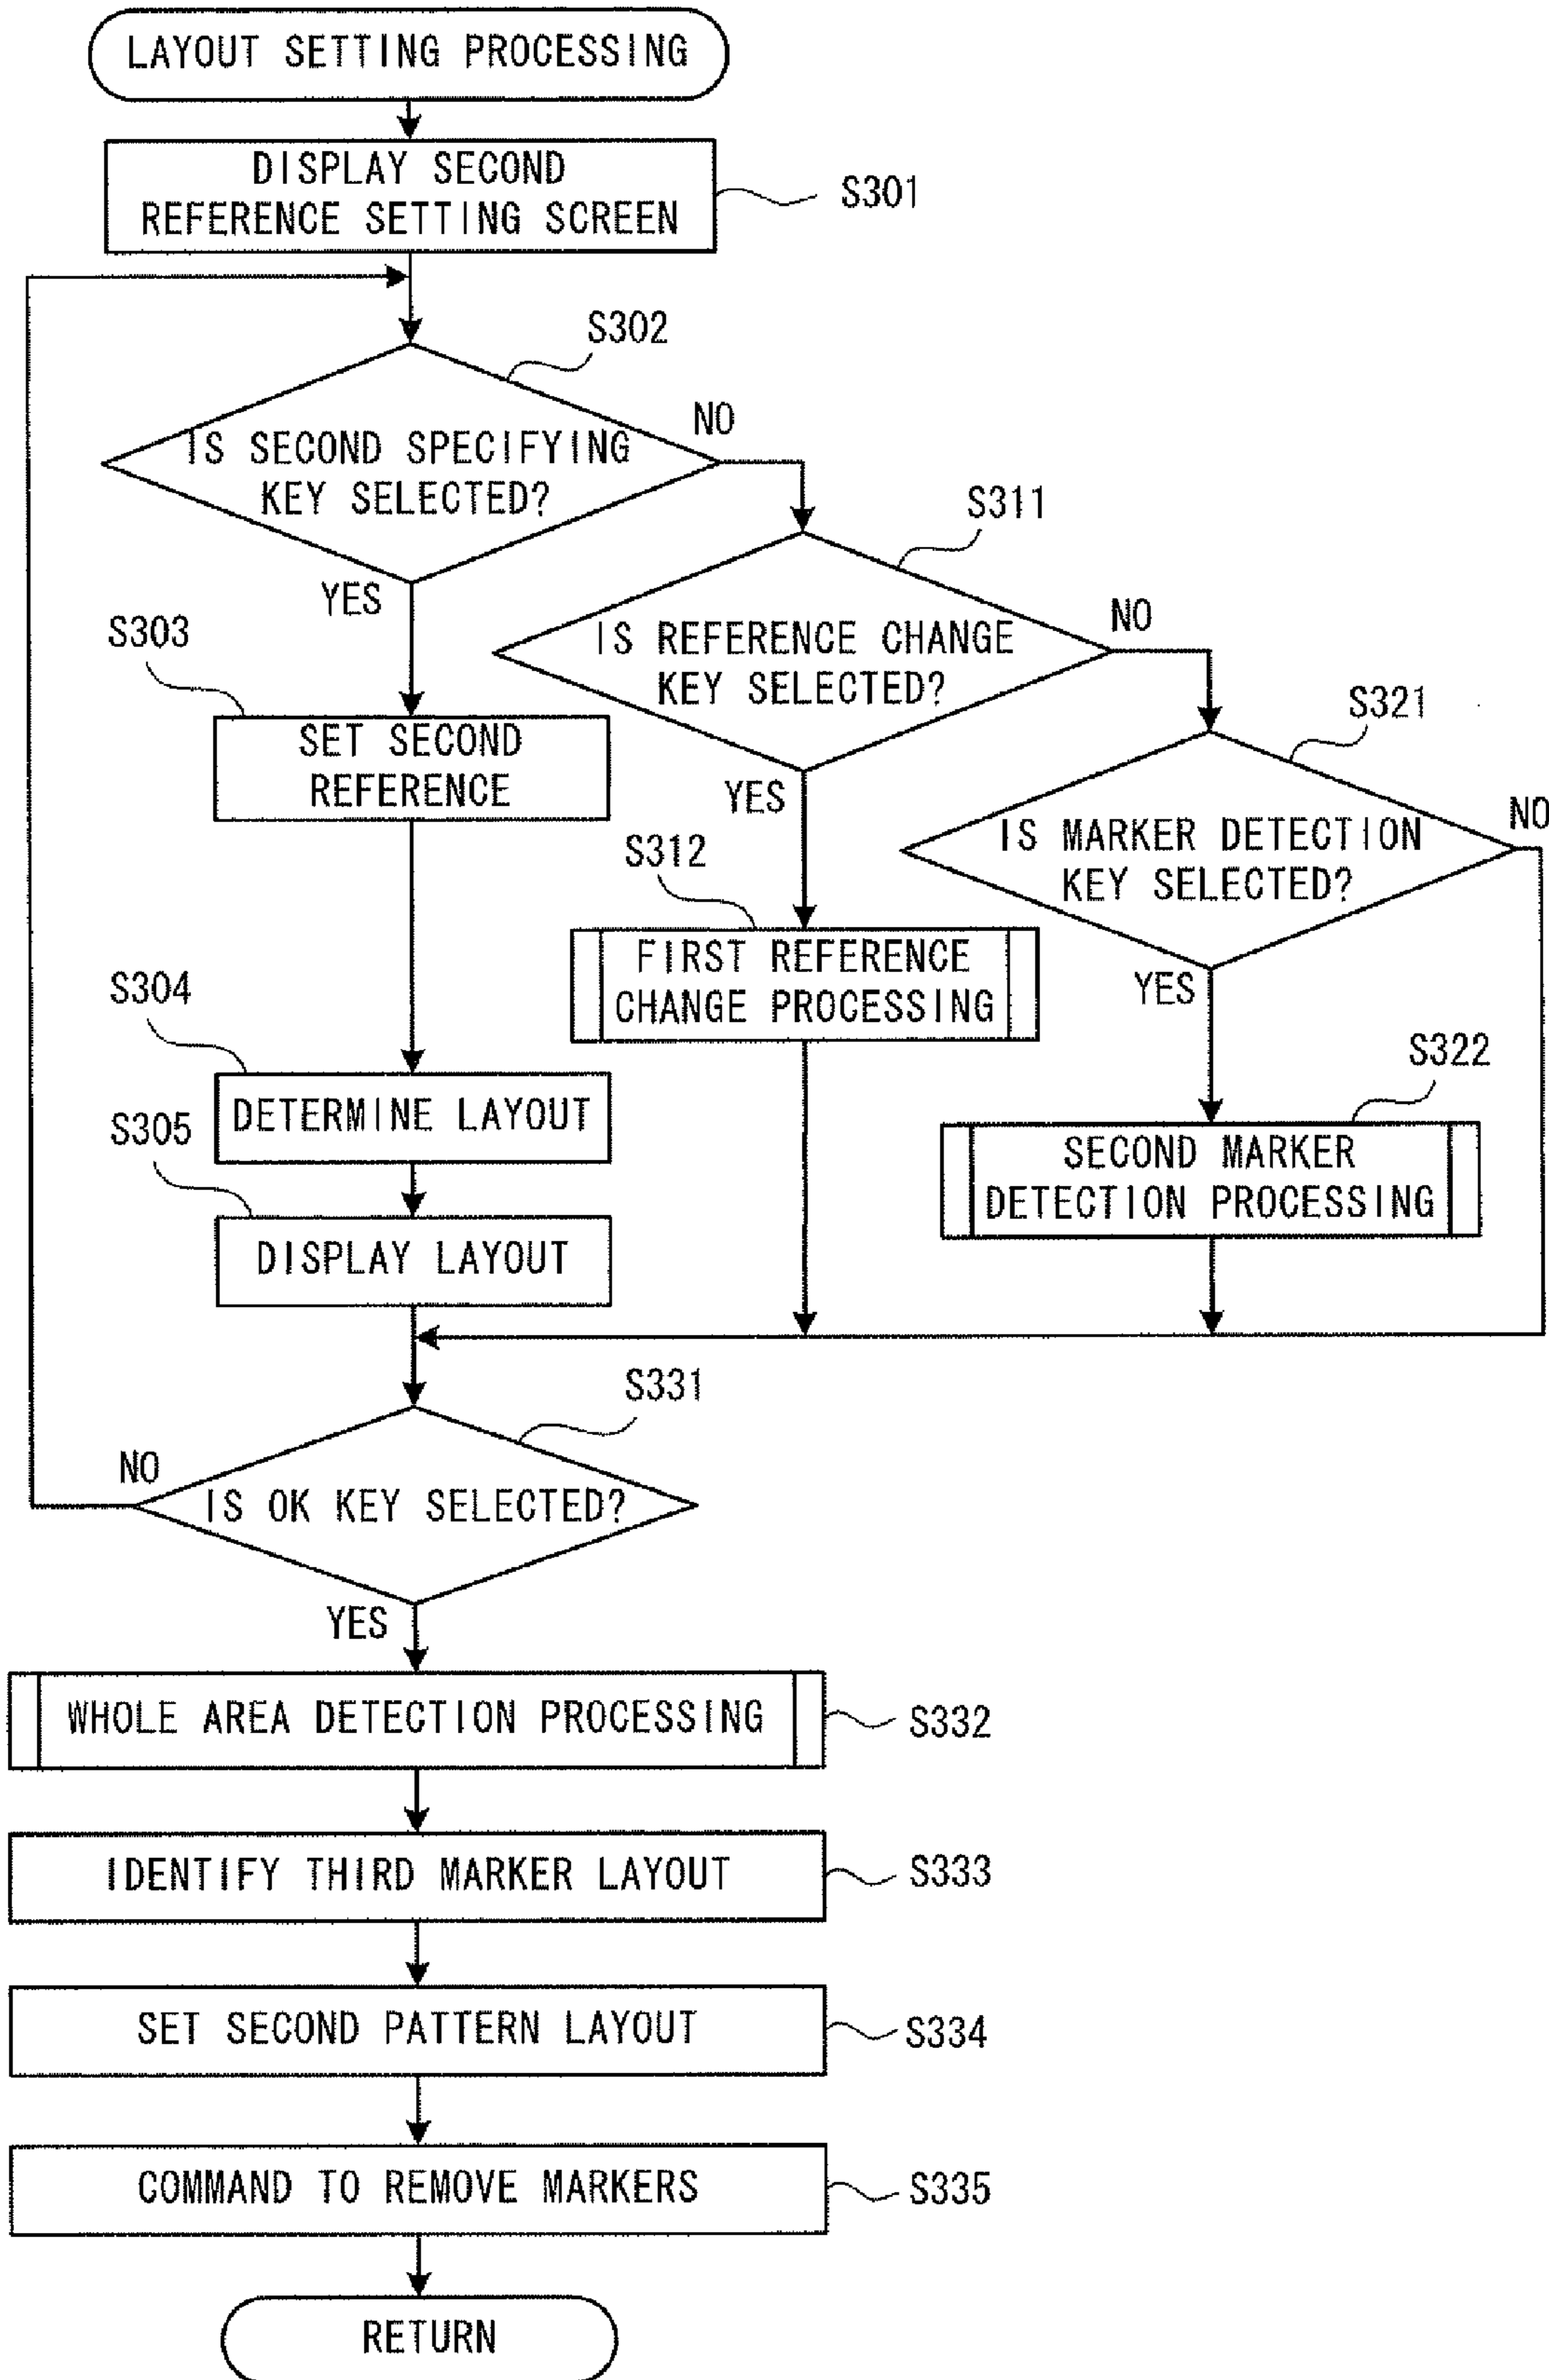 LAYOUT SETTING PROCESSING
DISPLAY SECOND
REFERENCE SETTING SCREEN
S301
S302
IS SECOND SPECIFYING
KEY SELECTED?
NO
YES
S311
IS REFERENCE CHANGE
KEY SELECTED?
NO
YES
S303
SET SECOND
REFERENCE
S321
IS MARKER DETECTION
KEY SELECTED?
NO
YES
S312
FIRST REFERENCE
CHANGE PROCESSING
S304
DETERMINE LAYOUT
S322
SECOND MARKER
DETECTION PROCESSING
S305
DISPLAY LAYOUT
S331
IS OK KEY SELECTED?
NO
YES
WHOLE AREA DETECTION PROCESSING
S332
IDENTIFY THIRD MARKER LAYOUT
S333
SET SECOND PATTERN LAYOUT
S334
COMMAND TO REMOVE MARKERS
S335
RETURN